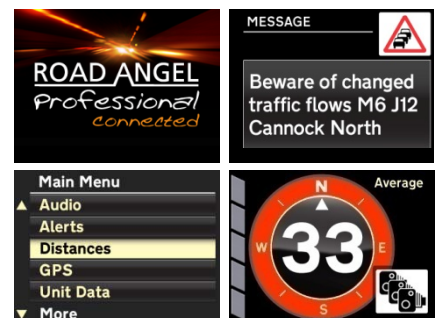 ROAD ANGEL
Professional
connected
MESSAGE
Beware of changed
traffic flows M6 J12
Cannock North
Main Menu
Audio
Alerts
Distances
GPS
Unit Data
More
Average
N
W
33
E
S